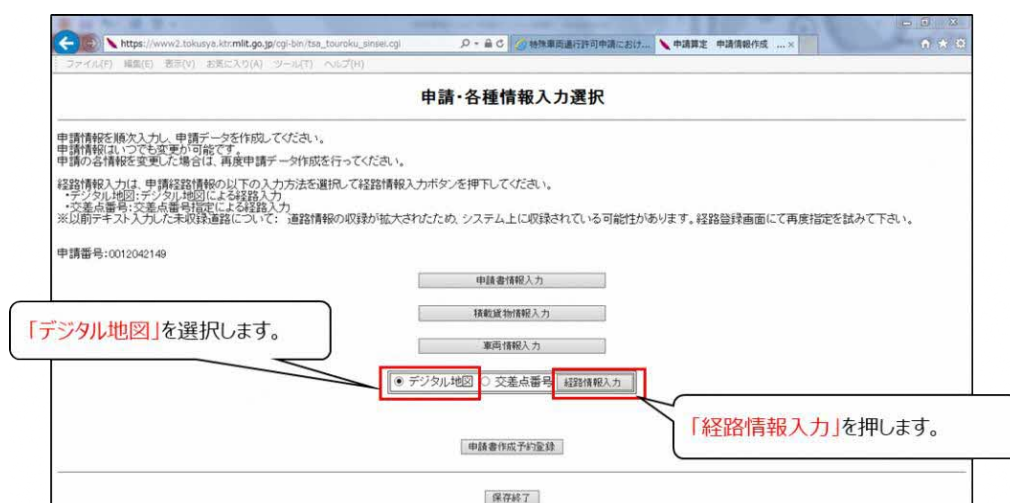 https://www2.tokusya.ktr.mlit.go.jp/cgi-bin/tsa_touroku_sinsei.cgi
特殊車両通行許可申請におけ...
申請算定 申請情報作成 ...
ファイル(F) 編集(E) 表示(V) お気に入り(A) ツール(T) ヘルプ(H)
申請・各種情報入力選択
申請情報を順次入力し、申請データを作成してください。
申請情報はいつでも変更が可能です。
申請の各情報を変更した場合は、再度申請データ作成を行ってください。
経路情報入力は、申請経路情報の以下の入力方法を選択して経路情報入力ボタンを押下してください。
・デジタル地図:デジタル地図による経路入力
・交差点番号:交差点番号指定による経路入力
※以前テキスト入力した未収録道路について: 道路情報の収録が拡大されたため、システム上に収録されている可能性があります。経路登録画面にて再度指定を試みて下さい。
申請番号:0012042149
申請書情報入力
積載貨物情報入力
「デジタル地図」を選択します。
車両情報入力
デジタル地図 交差点番号 経路情報入力
「経路情報入力」を押します。
申請書作成予約登録
保存終了